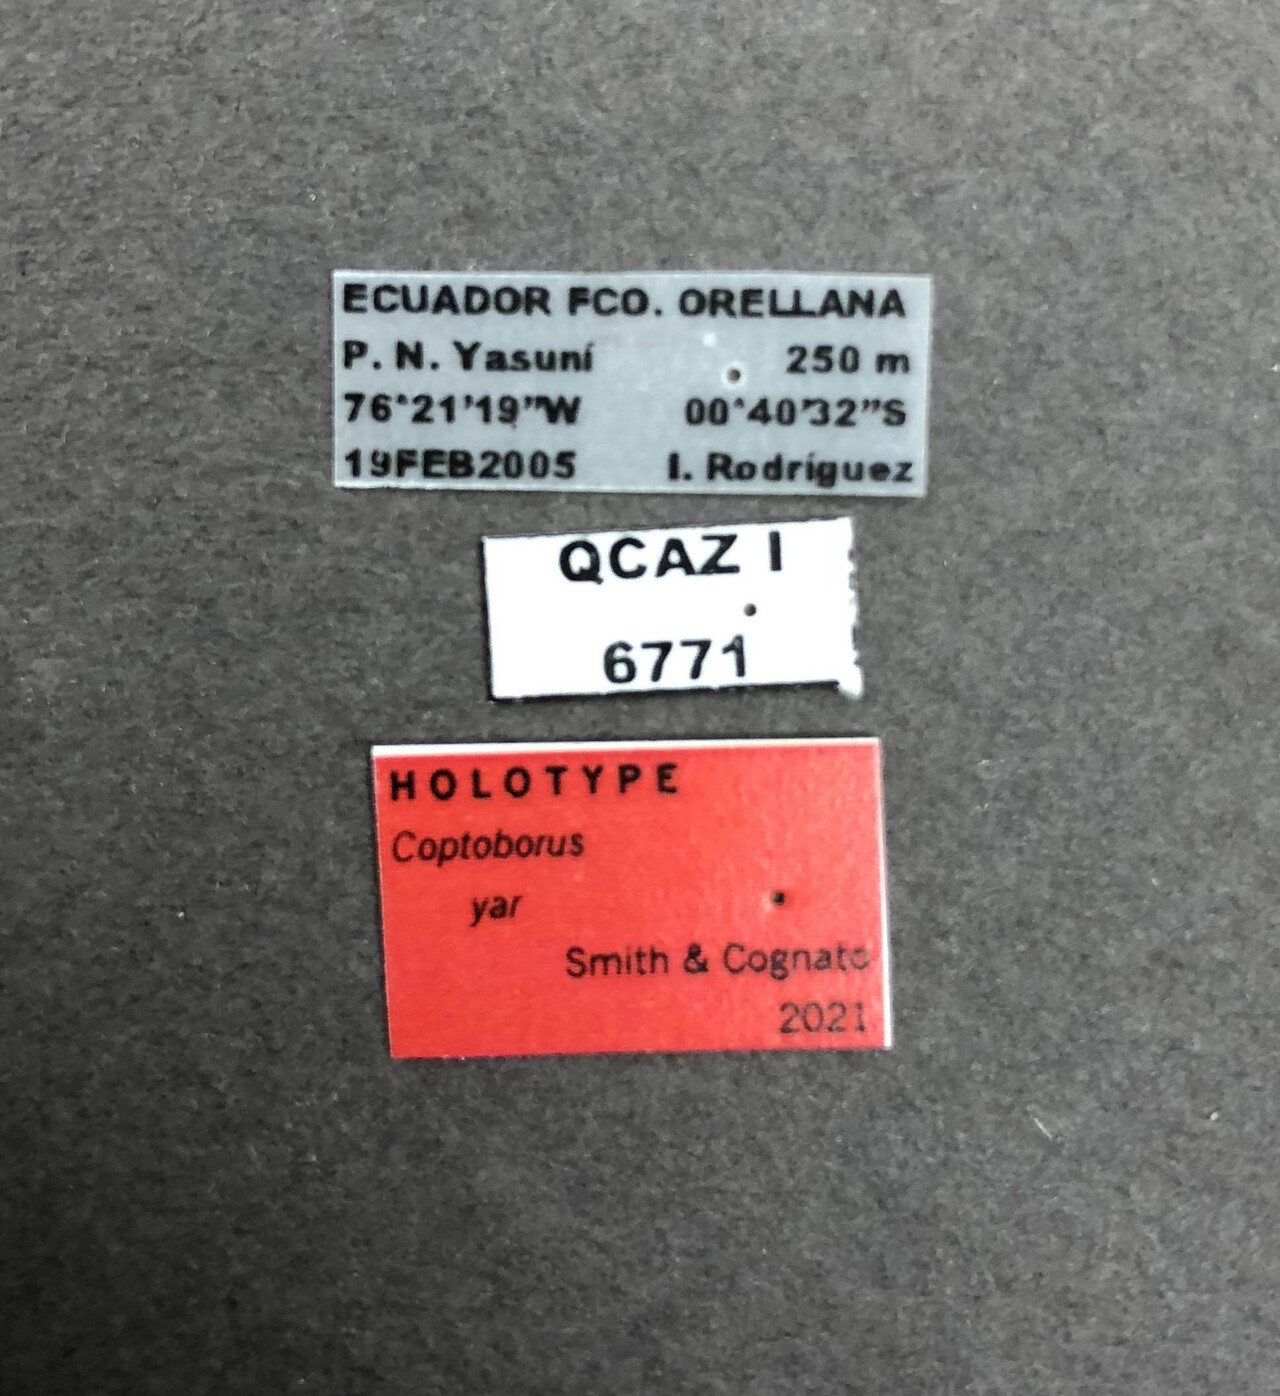 ECUADOR FCO. ORELLANA
P. N. Yasuní 250 m
76°21'19"W 00°40'32"S
19FEB2005 I. Rodríguez
QCAZ I
6771
HOLOTYPE
Coptoborus
yar
Smith & Cognato
2021